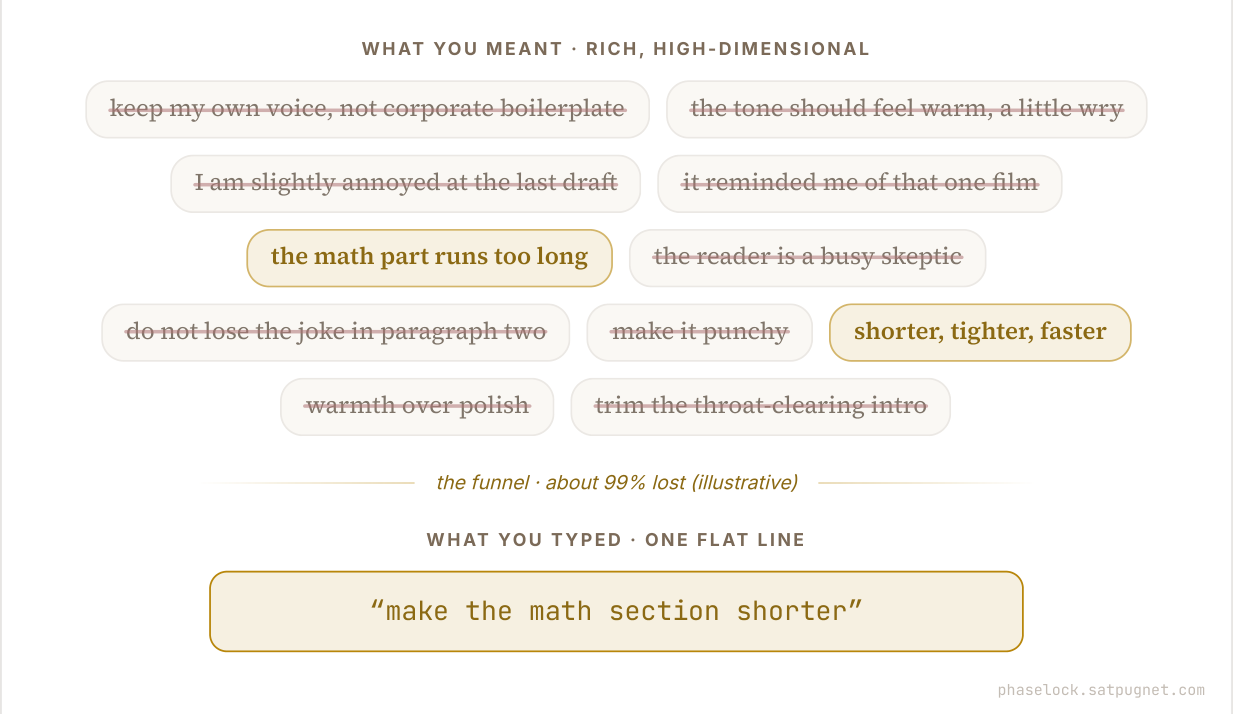 WHAT YOU MEANT · RICH, HIGH-DIMENSIONAL
keep my own voice, not corporate boilerplate
the tone should feel warm, a little wry
I am slightly annoyed at the last draft
it reminded me of that one film
the math part runs too long
the reader is a busy skeptic
do not lose the joke in paragraph two
make it punchy
shorter, tighter, faster
warmth over polish
trim the throat-clearing intro
the funnel · about 99% lost (illustrative)
WHAT YOU TYPED · ONE FLAT LINE
“make the math section shorter”
phaselock.satpugnet.com